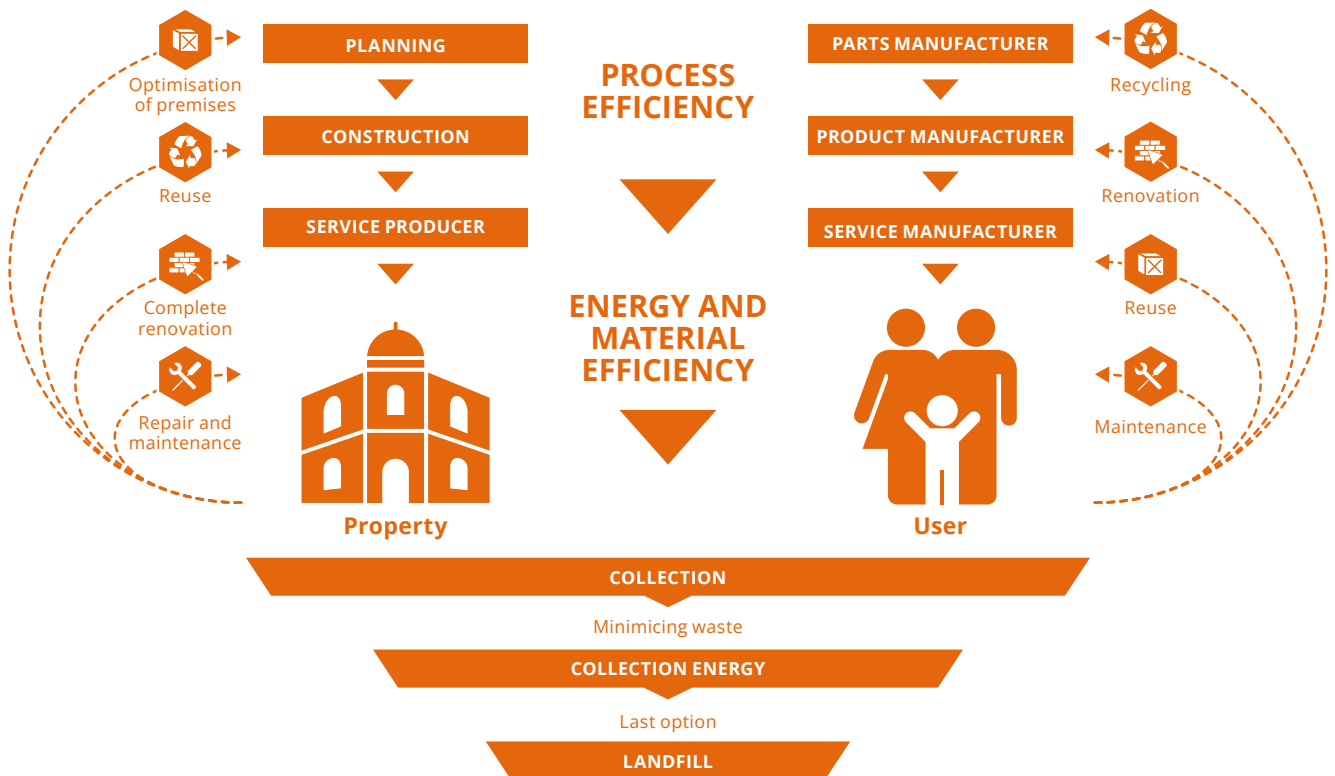 Optimisation
of premises
Reuse
Complete
renovation
Repair and
maintenance
PLANNING
CONSTRUCTION
SERVICE PRODUCER
Property
PROCESS
EFFICIENCY
ENERGY AND
MATERIAL
EFFICIENCY
PARTS MANUFACTURER
PRODUCT MANUFACTURER
SERVICE MANUFACTURER
User
Recycling
Renovation
Reuse
Maintenance
COLLECTION
Minimicing waste
COLLECTION ENERGY
Last option
LANDFILL